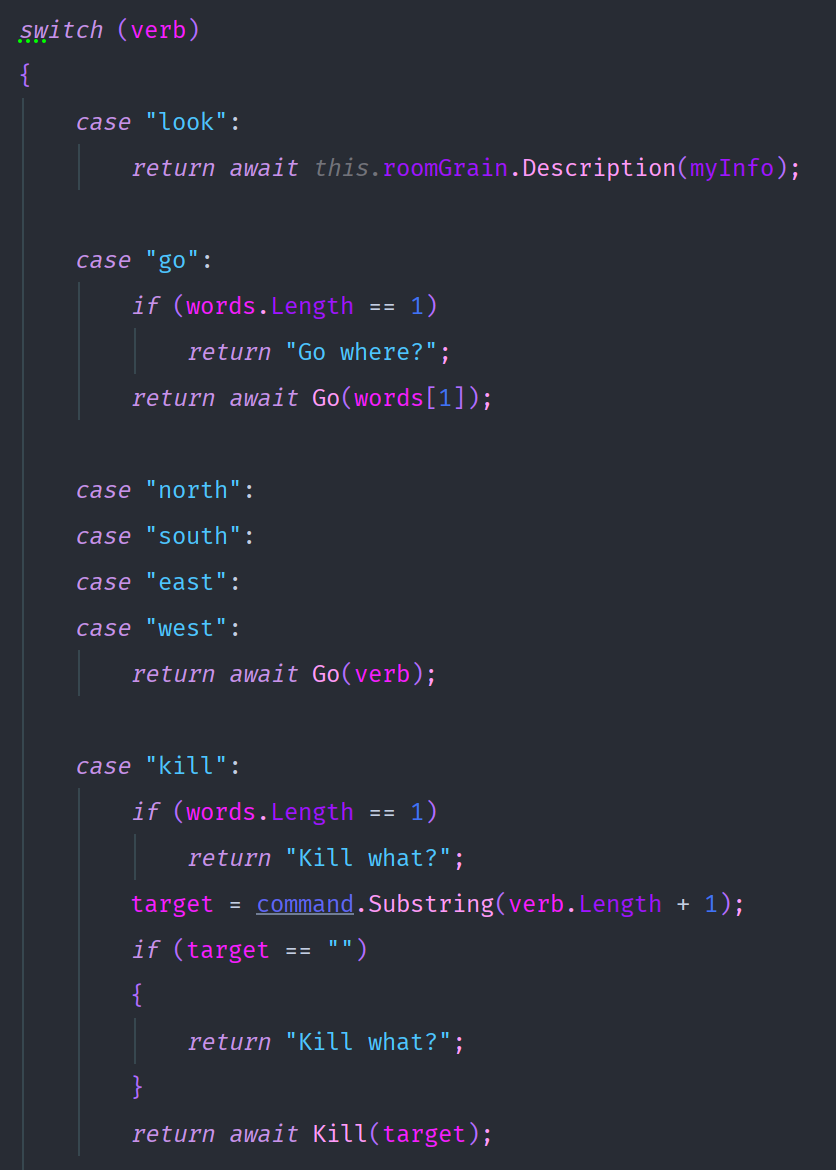 switch (verb)
{
case "look":
return await this.roomGrain.Description(myInfo);
case "go":
if (words.Length == 1)
return "Go where?";
return await Go(words[1]);
case "north":
case "south":
case "east":
case "west":
return await Go(verb);
case "kill":
if (words.Length == 1)
return "Kill what?";
target = command.Substring(verb.Length + 1);
if (target == "")
{
return "Kill what?";
}
return await Kill(target);